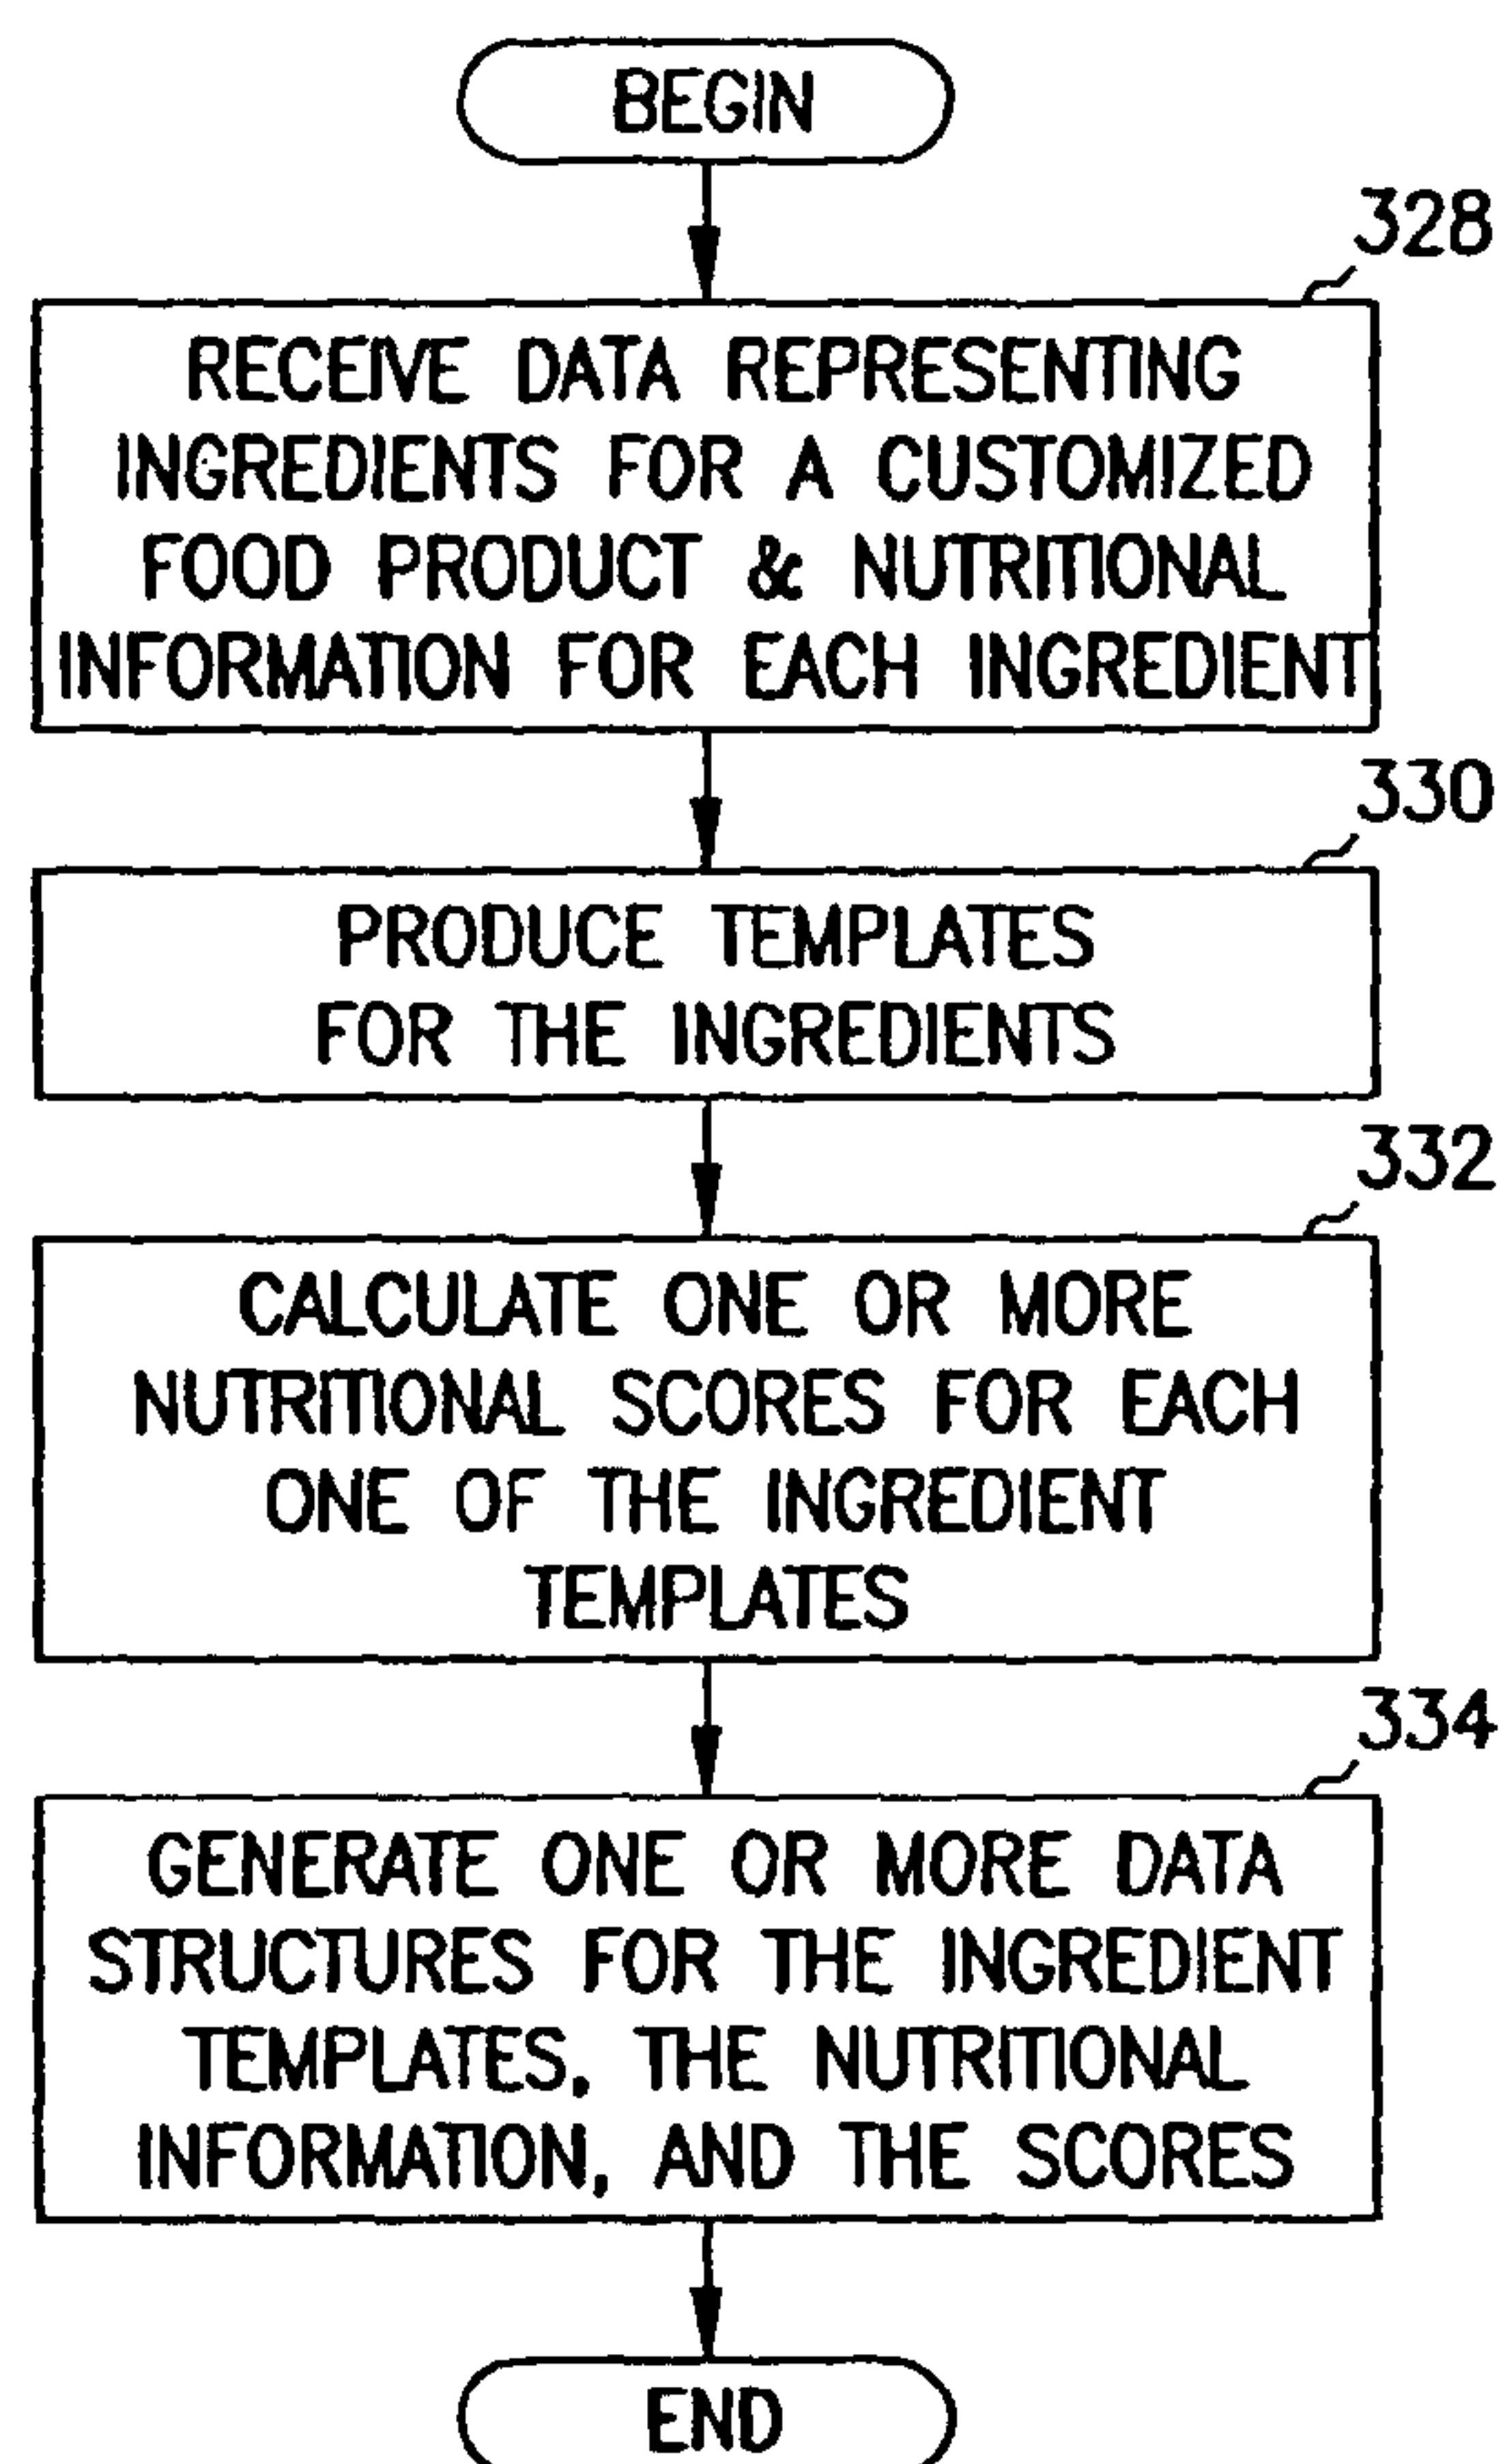 BEGIN
328
RECEIVE DATA REPRESENTING
INGREDIENTS FOR A CUSTOMIZED
FOOD PRODUCT & NUTRITIONAL
INFORMATION FOR EACH INGREDIENT
330
PRODUCE TEMPLATES
FOR THE INGREDIENTS
332
CALCULATE ONE OR MORE
NUTRITIONAL SCORES FOR EACH
ONE OF THE INGREDIENT
TEMPLATES
334
GENERATE ONE OR MORE DATA
STRUCTURES FOR THE INGREDIENT
TEMPLATES, THE NUTRITIONAL
INFORMATION, AND THE SCORES
END